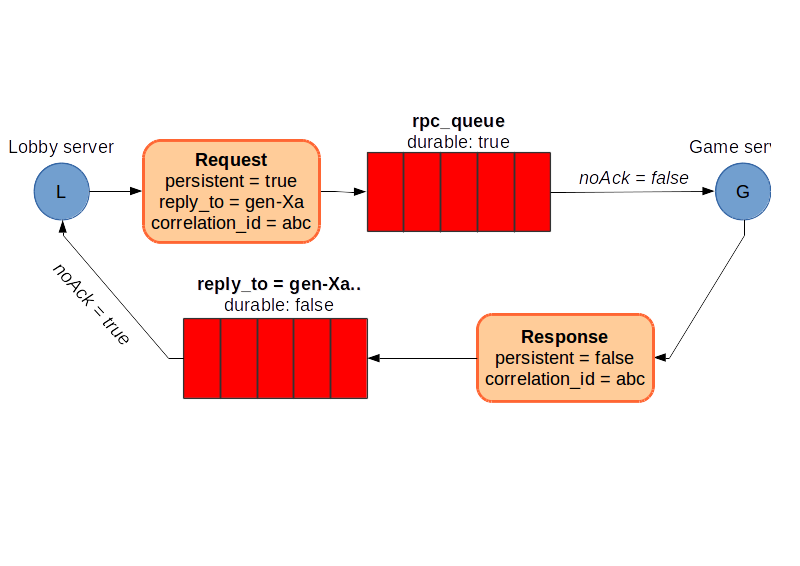 Lobby server
L
Request
persistent = true
reply_to = gen-Xa
correlation_id = abc
rpc_queue
durable: true
noAck = false
Game serv
G
noAck = true
reply_to = gen-Xa..
durable: false
Response
persistent = false
correlation_id = abc